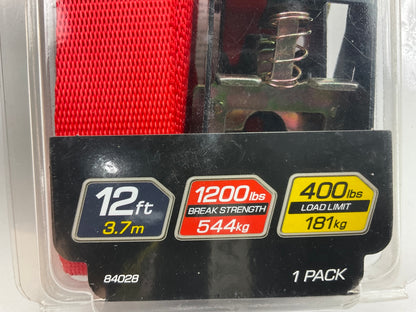 12ft
3.7m
1200lbs
BREAK STRENGTH
544kg
400lbs
LOAD LIMIT
181kg
84028
1 PACK